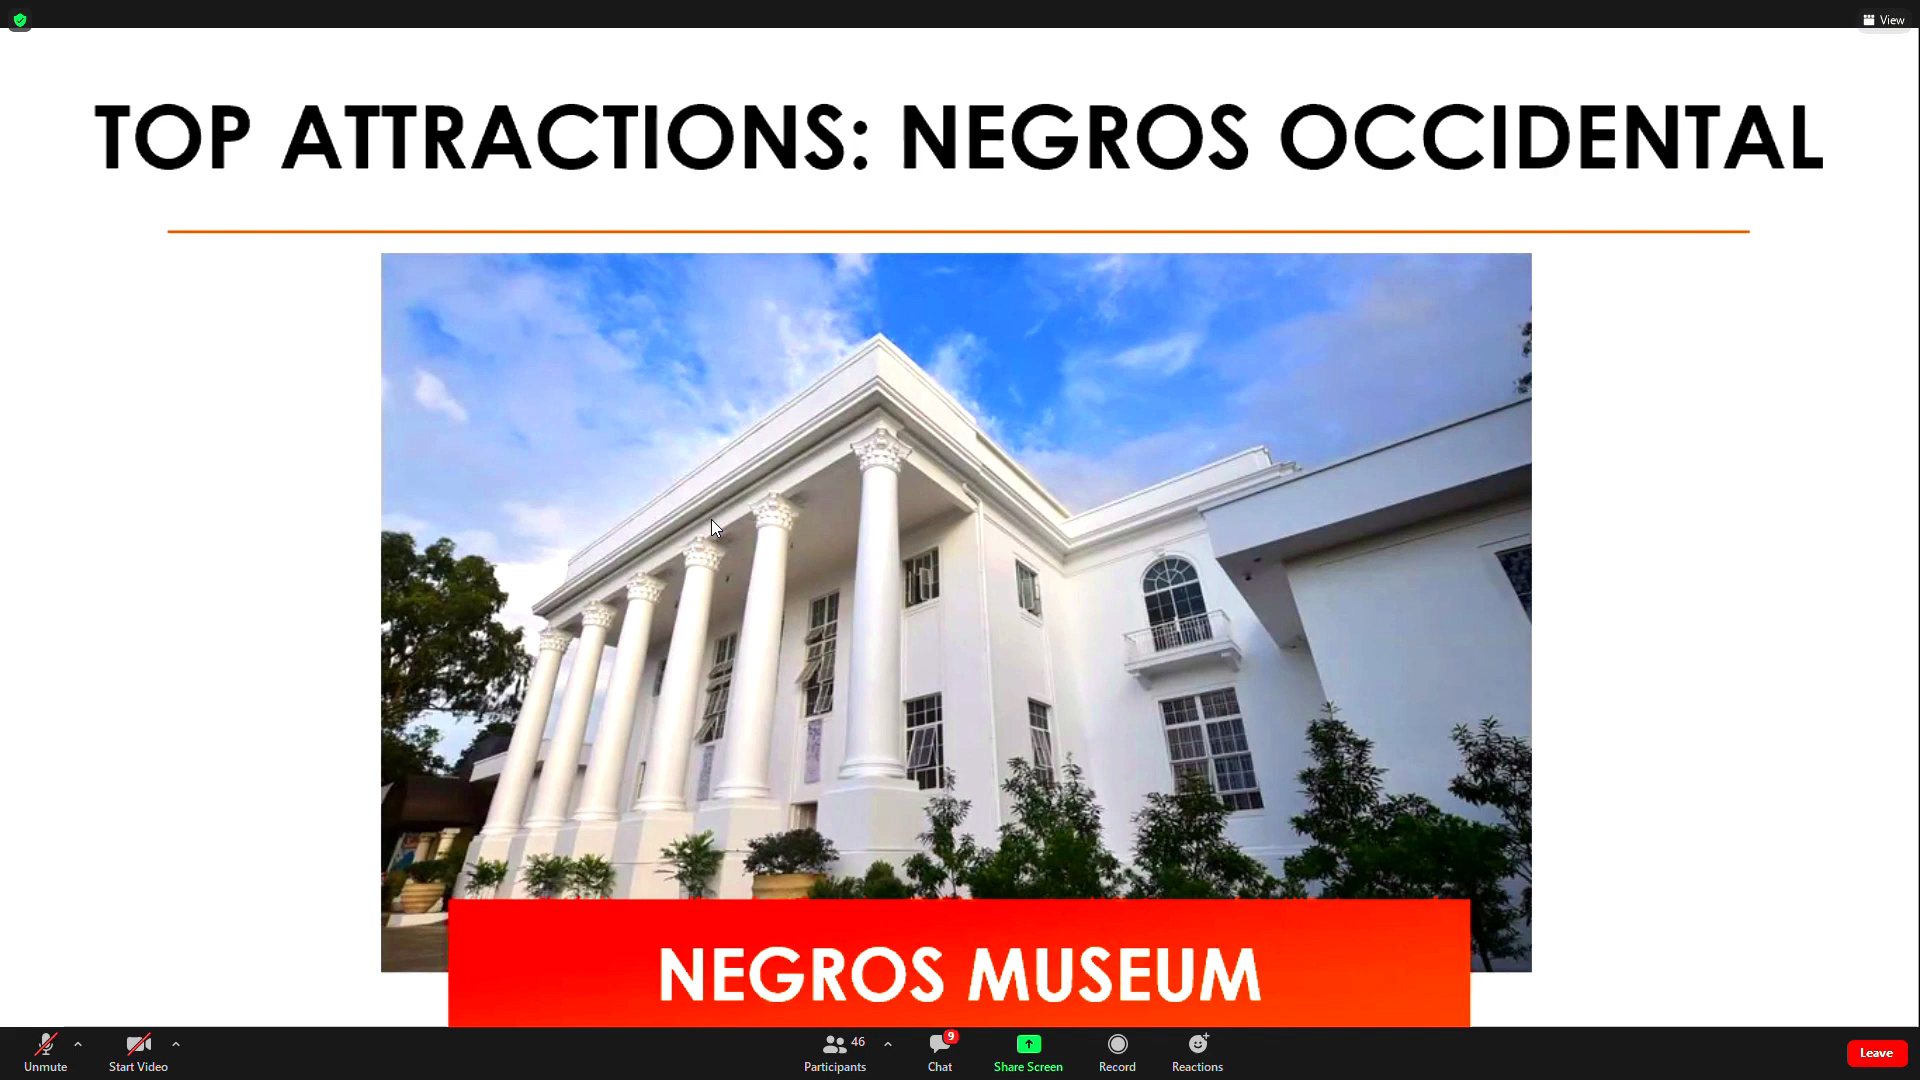 View
TOP ATTRACTIONS: NEGROS OCCIDENTAL
NEGROS MUSEUM
Unmute
Start Video
46
Participants
9
Chat
Share Screen
Record
Reactions
Leave